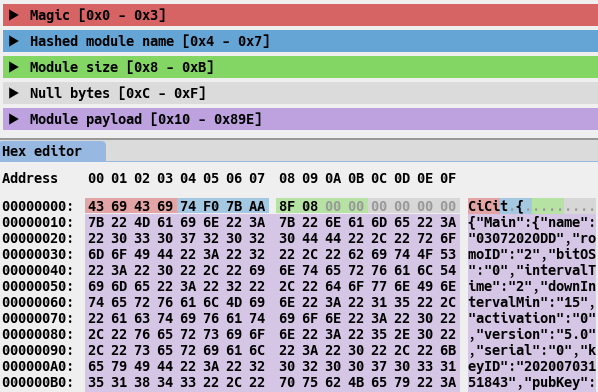 ▶ Magic [0x0 - 0x3]
▶ Hashed module name [0x4 - 0x7]
▶ Module size [0x8 - 0xB]
▶ Null bytes [0xC - 0xF]
▶ Module payload [0x10 - 0x89E]
Hex editor
Address 00 01 02 03 04 05 06 07 08 09 0A 0B 0C 0D 0E 0F
00000000: 43 69 43 69 74 F0 7B AA 8F 08 00 00 00 00 00 00 CiCit.{.........
00000010: 7B 22 4D 61 69 6E 22 3A 7B 22 6E 61 6D 65 22 3A {"Main":{"name":
00000020: 22 30 33 30 37 32 30 32 30 44 44 22 2C 22 72 6F "03072020DD","ro
00000030: 6D 6F 49 44 22 3A 22 32 22 2C 22 62 69 74 4F 53 moID":"2","bitOS
00000040: 22 3A 22 30 22 2C 22 69 6E 74 65 72 76 61 6C 54 ":"0","intervalT
00000050: 69 6D 65 22 3A 22 32 22 2C 22 64 6F 77 6E 49 6E ime":"2","downIn
00000060: 74 65 72 76 61 6C 4D 69 6E 22 3A 22 31 35 22 2C tervalMin":"15",
00000070: 22 61 63 74 69 76 61 74 69 6F 6E 22 3A 22 30 22 "activation":"0"
00000080: 2C 22 76 65 72 73 69 6F 6E 22 3A 22 35 2E 30 22 ,"version":"5.0"
00000090: 2C 22 73 65 72 69 61 6C 22 3A 22 30 22 2C 22 6B ,"serial":"0","k
000000A0: 65 79 49 44 22 3A 22 32 30 32 30 30 37 30 33 31 eyID":"202007031
000000B0: 35 31 38 34 33 22 2C 22 70 75 62 4B 65 79 22 3A 51843","pubKey":